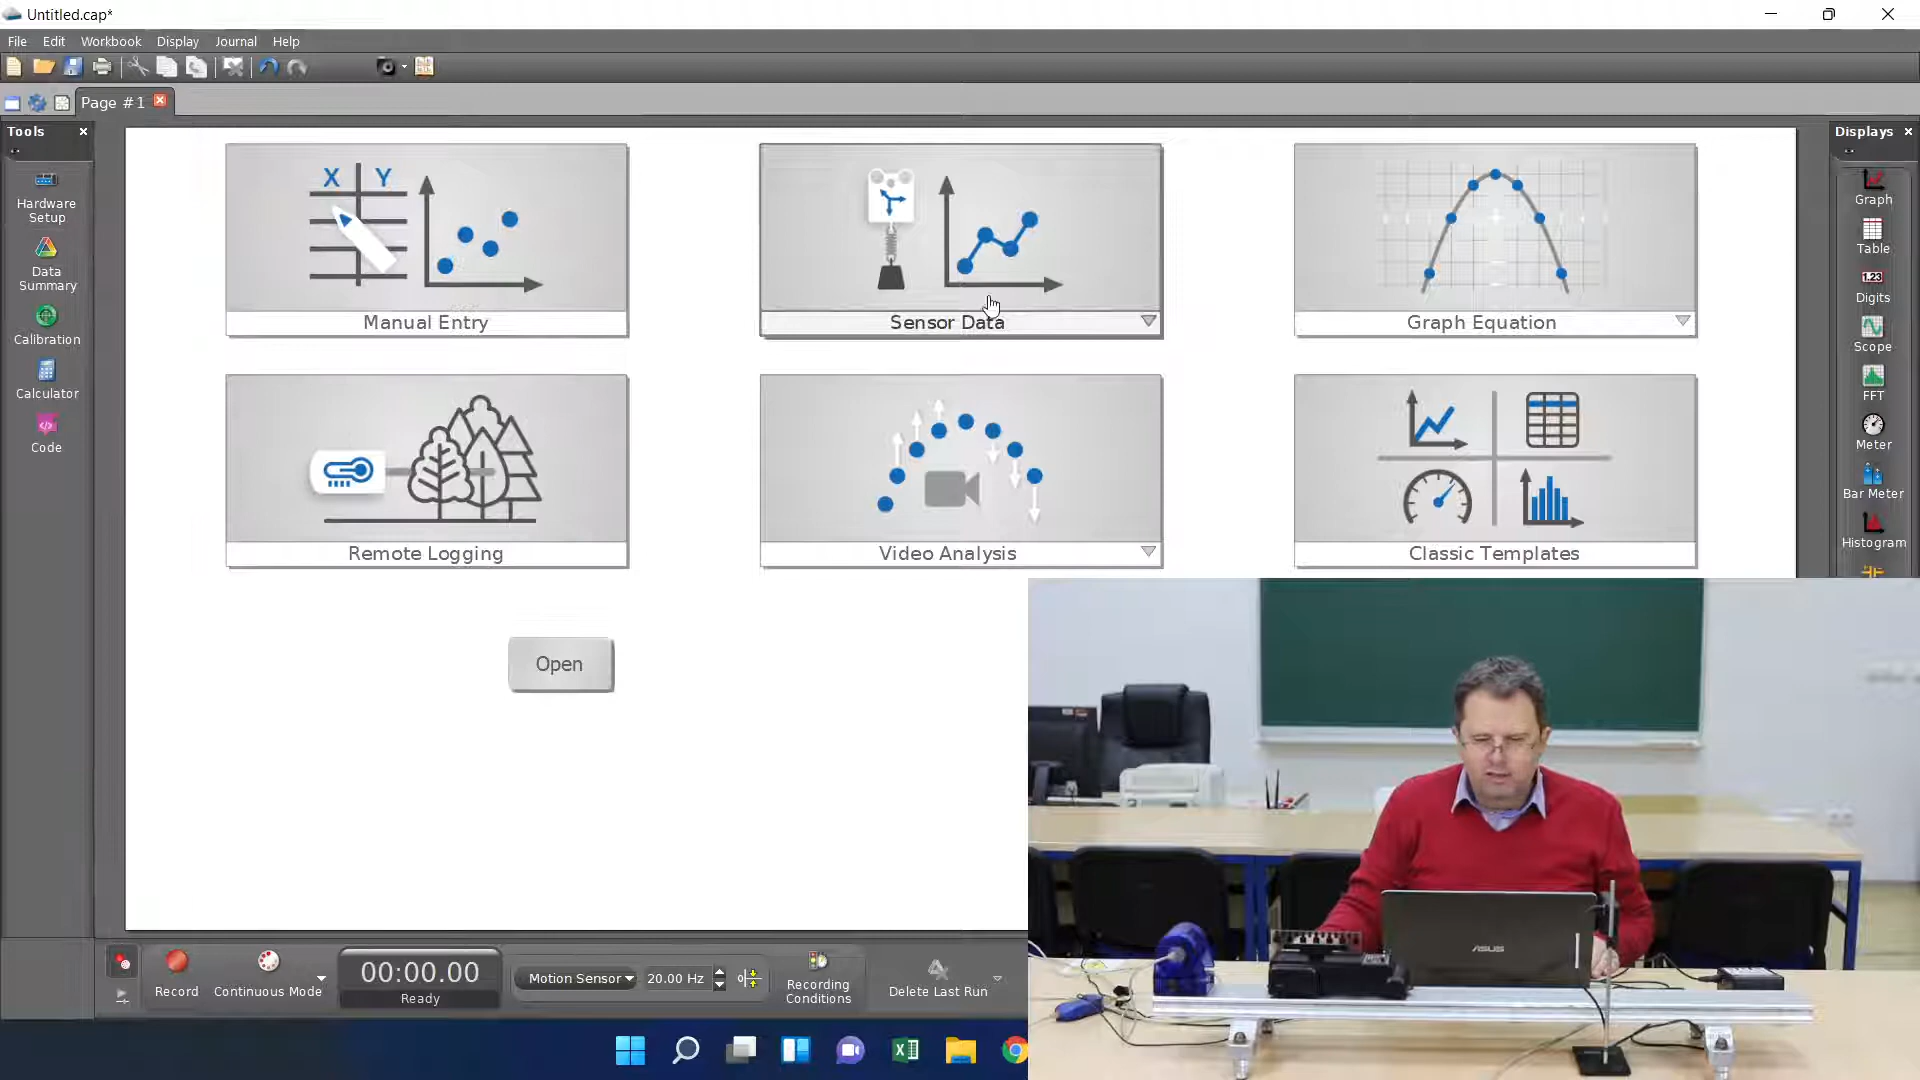 Untitled.cap*
File Edit Workbook Display Journal Help
Page #1
Tools
Hardware Setup
Data Summary
Calibration
Calculator
Code
X Y
Manual Entry
Sensor Data
Graph Equation
Remote Logging
Video Analysis
Classic Templates
Open
Displays
Graph
Table
1.23
Digits
Scope
FFT
Meter
Bar Meter
Histogram
Record
Continuous Mode
00:00.00
Ready
Motion Sensor
20.00 Hz
Recording Conditions
Delete Last Run
ASUS